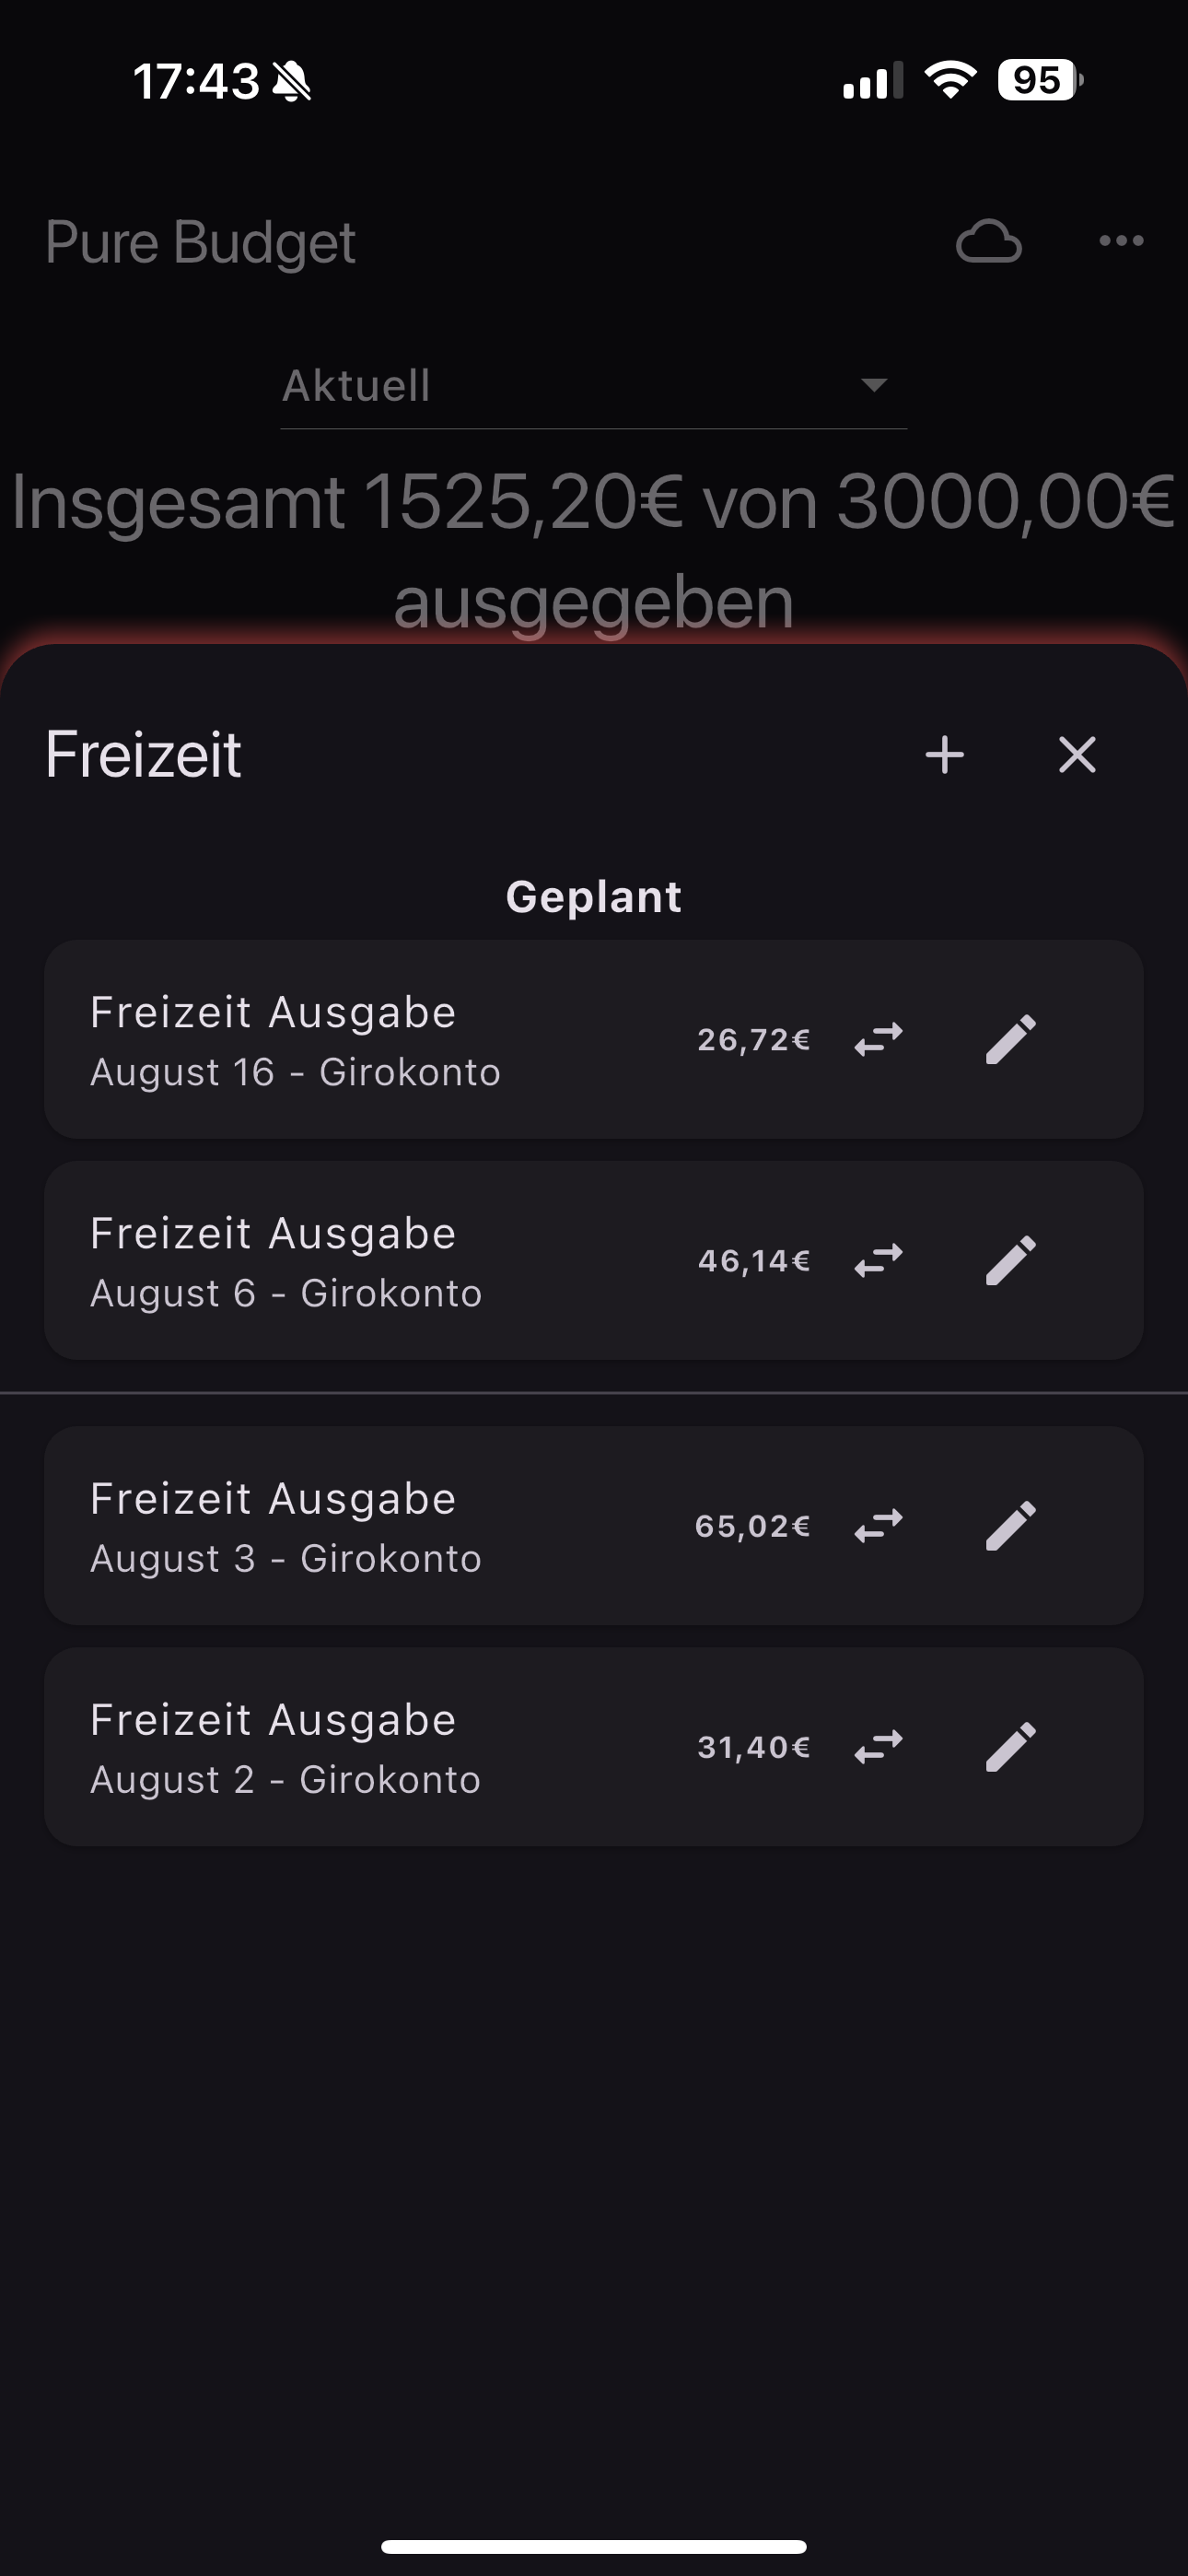 17:43
95
Pure Budget
Aktuell
Insgesamt 1525,20€ von 3000,00€
ausgegeben
Freizeit
Geplant
Freizeit Ausgabe
August 16 - Girokonto
26,72€
Freizeit Ausgabe
August 6 - Girokonto
46,14€
Freizeit Ausgabe
August 3 - Girokonto
65,02€
Freizeit Ausgabe
August 2 - Girokonto
31,40€